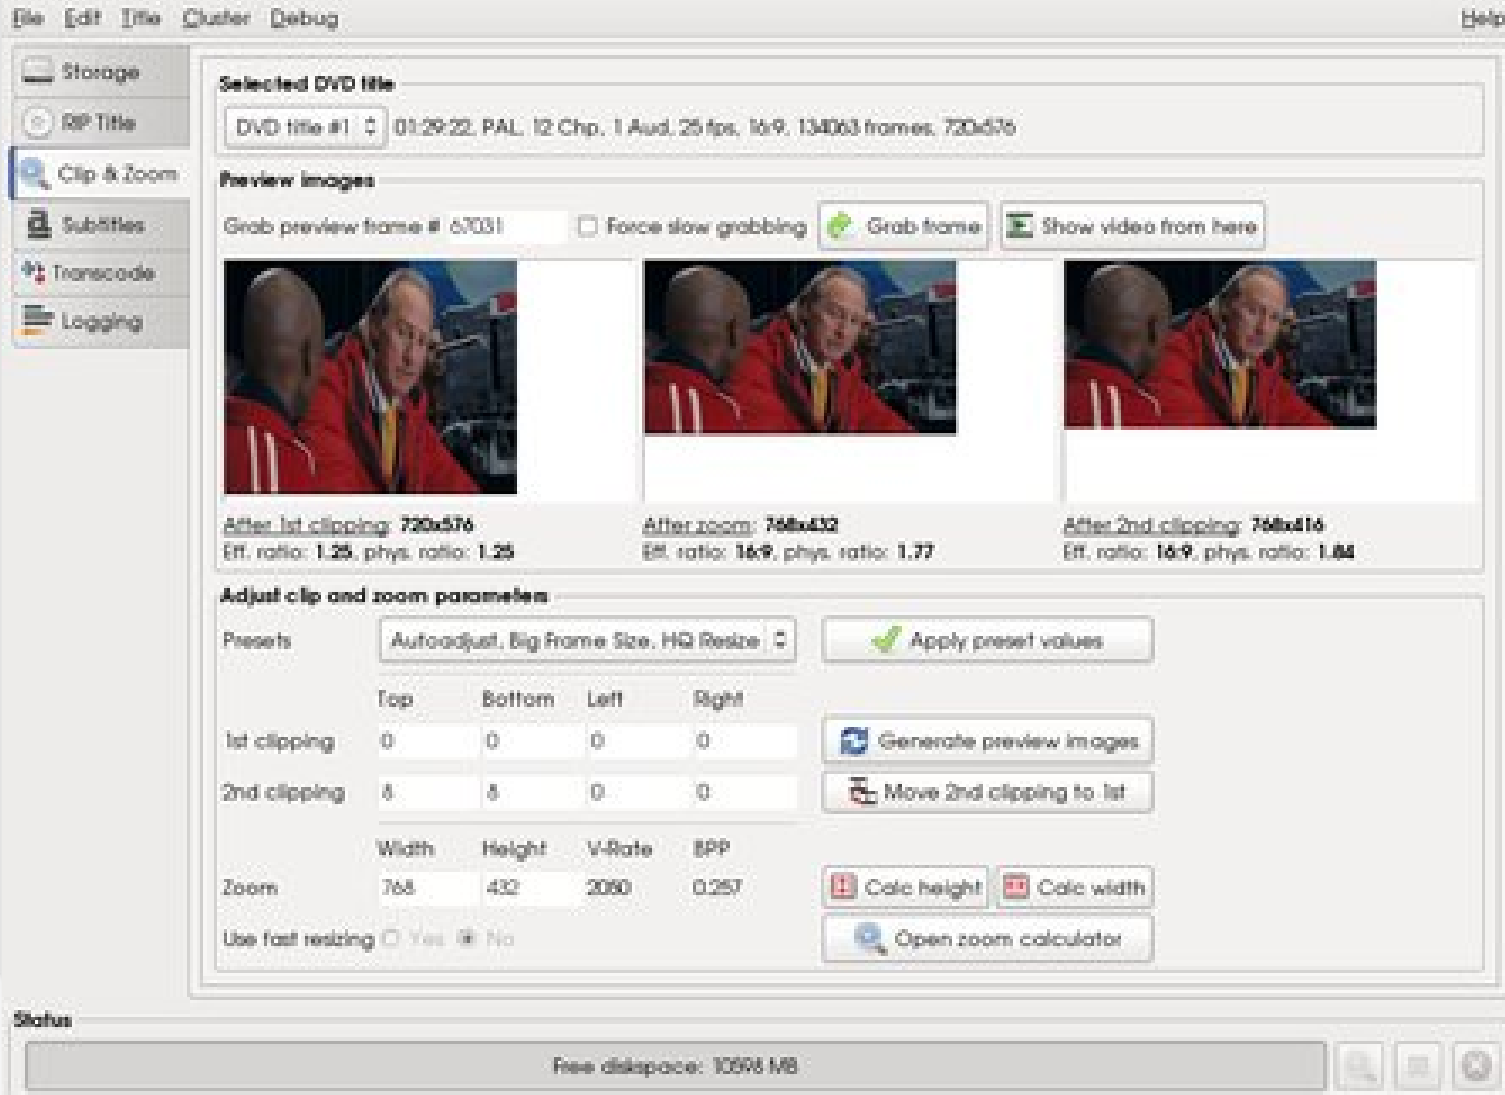 File Edit Title Cluster Debug Help
Storage
RIP Title
Clip & Zoom
Subtitles
Transcode
Logging
Selected DVD title
DVD title #1 01:29:22, PAL, 12 Chp, 1 Aud, 25 fps, 16:9, 134063 frames, 720x576
Preview images
Grab preview frame # 67031 Force slow grabbing Grab frame Show video from here
After 1st clipping: 720x576
Eff. ratio: 1.25, phys. ratio: 1.25
After zoom: 768x432
Eff. ratio: 16:9, phys. ratio: 1.77
After 2nd clipping: 768x416
Eff. ratio: 16:9, phys. ratio: 1.84
Adjust clip and zoom parameters
Presets Autoadjust, Big Frame Size, HQ Resize Apply preset values
Top Bottom Left Right
1st clipping 0 0 0 0 Generate preview images
2nd clipping 8 8 0 0 Move 2nd clipping to 1st
Width Height V-Rate BPP
Zoom 768 432 2050 0.257 Calc height Calc width
Use fast resizing Yes No Open zoom calculator
Status
Free diskspace: MB